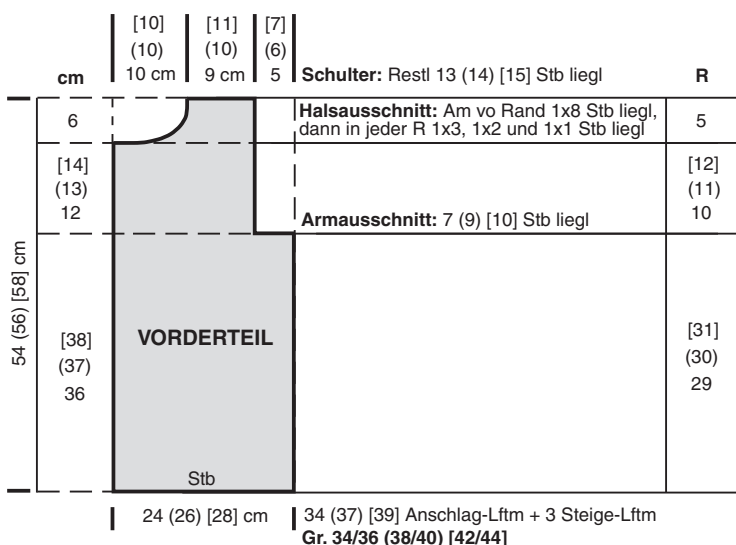 [10] [11] [7]
(10) (10) (6)
cm 10 cm 9 cm 5 Schulter: Restl 13 (14) [15] Stb liegl R
6 Halsausschnitt: Am vo Rand 1x8 Stb liegl, 5
dann in jeder R 1x3, 1x2 und 1x1 Stb liegl
[14] [12]
(13) (11)
12 10
Armausschnitt: 7 (9) [10] Stb liegl
54 (56) [58] cm
[38] VORDERTEIL [31]
(37) (30)
36 29
Stb
24 (26) [28] cm 34 (37) [39] Anschlag-Lftm + 3 Steige-Lftm
Gr. 34/36 (38/40) [42/44]